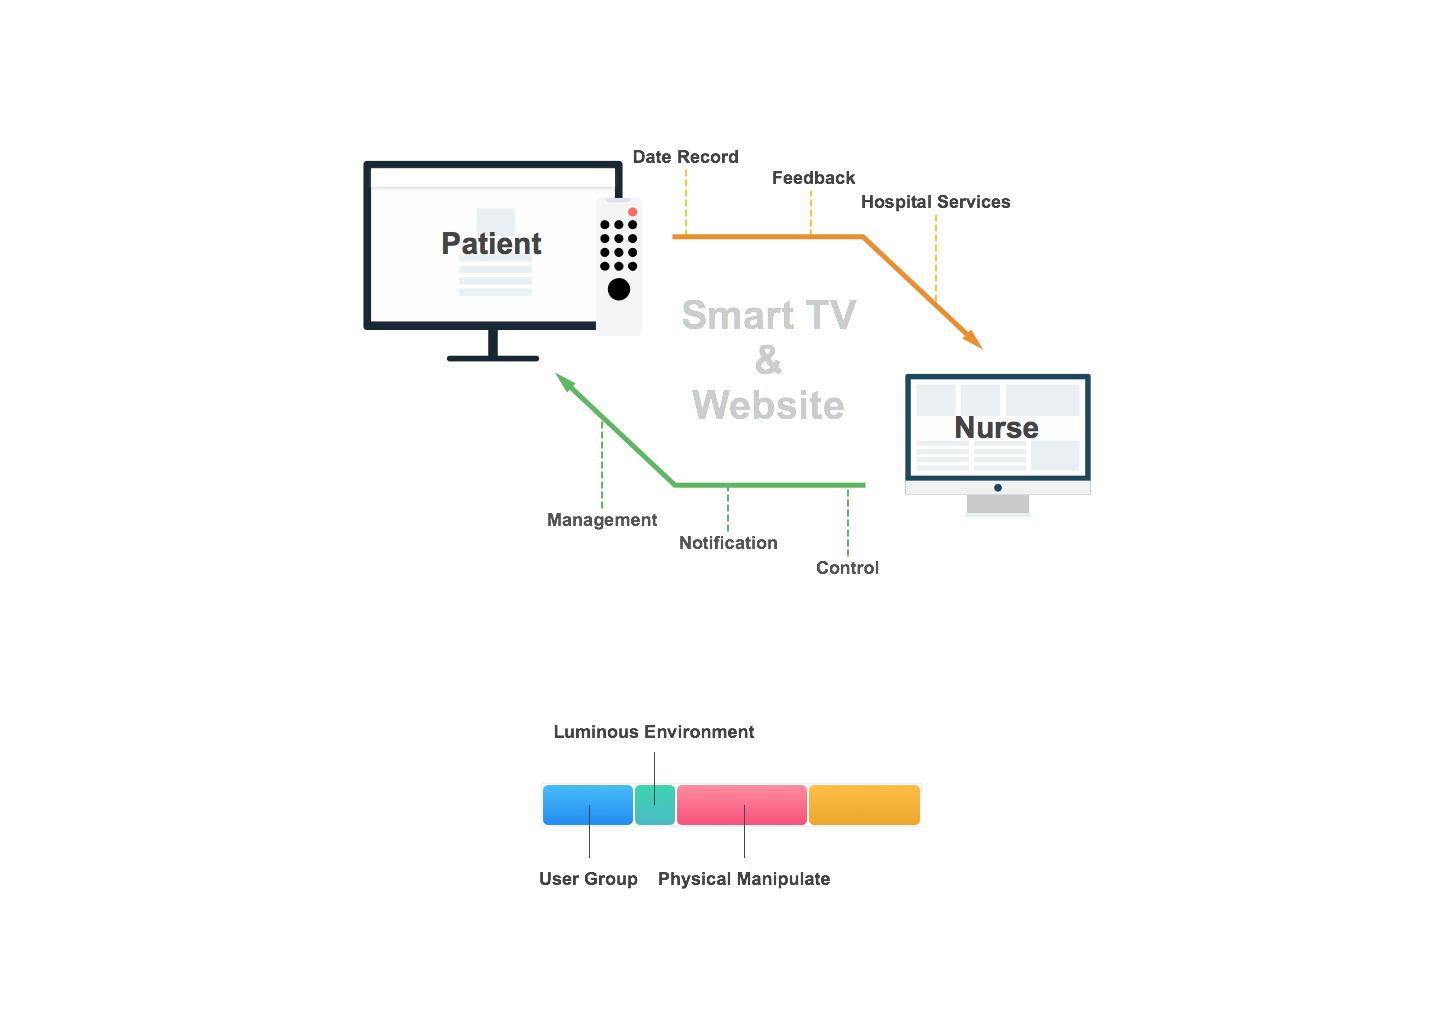 Date Record
Feedback
Hospital Services
Patient
Smart TV
&
Website
Nurse
Management
Notification
Control
Luminous Environment
User Group
Physical Manipulate